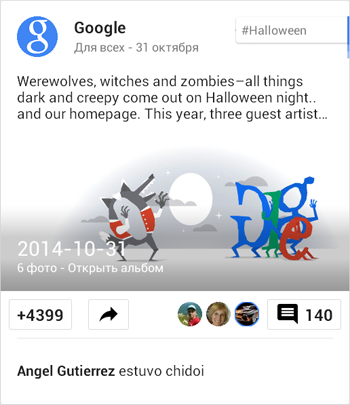 Google
Для всех - 31 октября
#Halloween
Werewolves, witches and zombies–all things
dark and creepy come out on Halloween night..
and our homepage. This year, three guest artist...
2014-10-31
6 фото - Открыть альбом
+4399
140
Angel Gutierrez estuvo chidoi